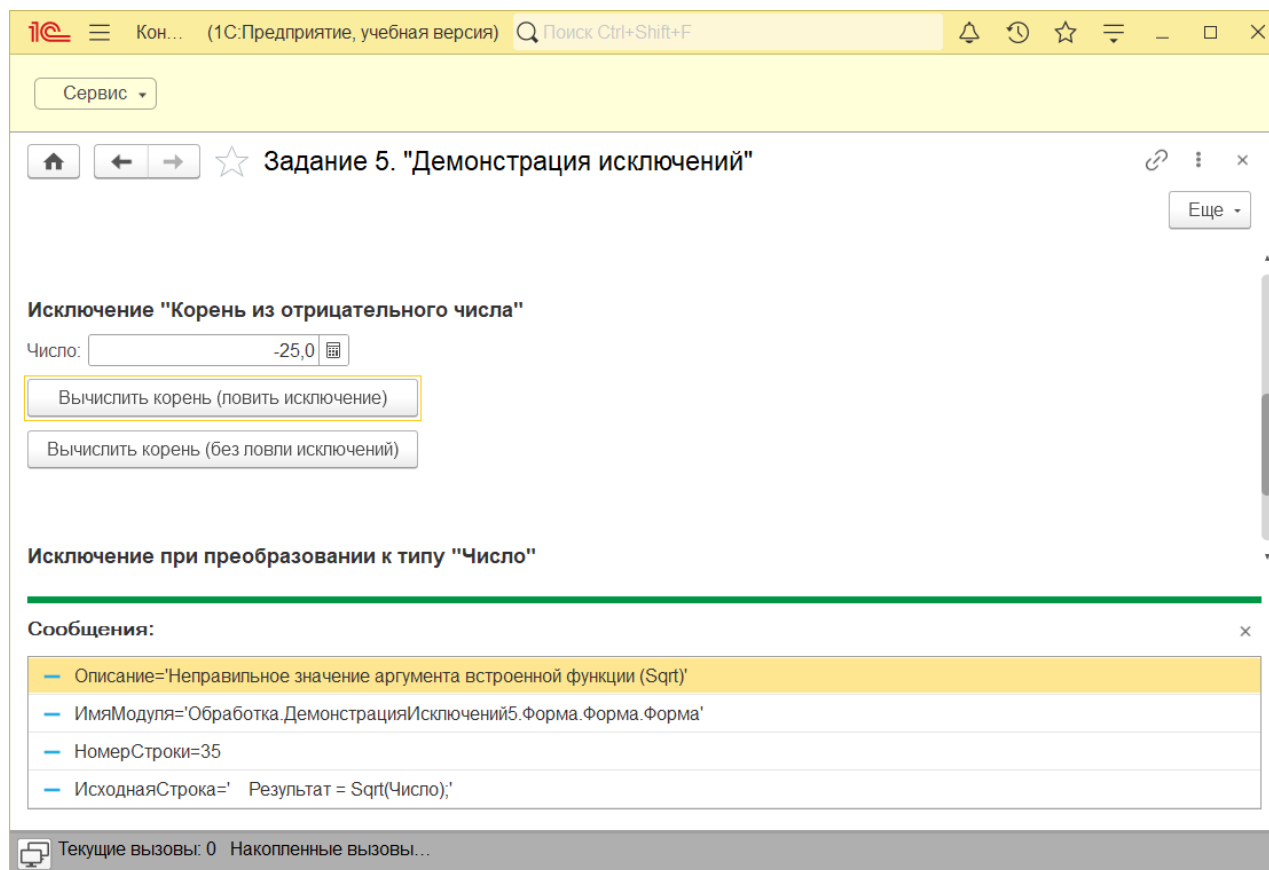 1С Кон... (1С:Предприятие, учебная версия) Поиск Ctrl+Shift+F
Сервис
Задание 5. "Демонстрация исключений"
Еще
Исключение "Корень из отрицательного числа"
Число: -25,0
Вычислить корень (ловить исключение)
Вычислить корень (без ловли исключений)
Исключение при преобразовании к типу "Число"
Сообщения:
Описание='Неправильное значение аргумента встроенной функции (Sqrt)'
ИмяМодуля='Обработка.ДемонстрацияИсключений5.Форма.Форма.Форма'
НомерСтроки=35
ИсходнаяСтрока='    Результат = Sqrt(Число);'
Текущие вызовы: 0 Накопленные вызовы...